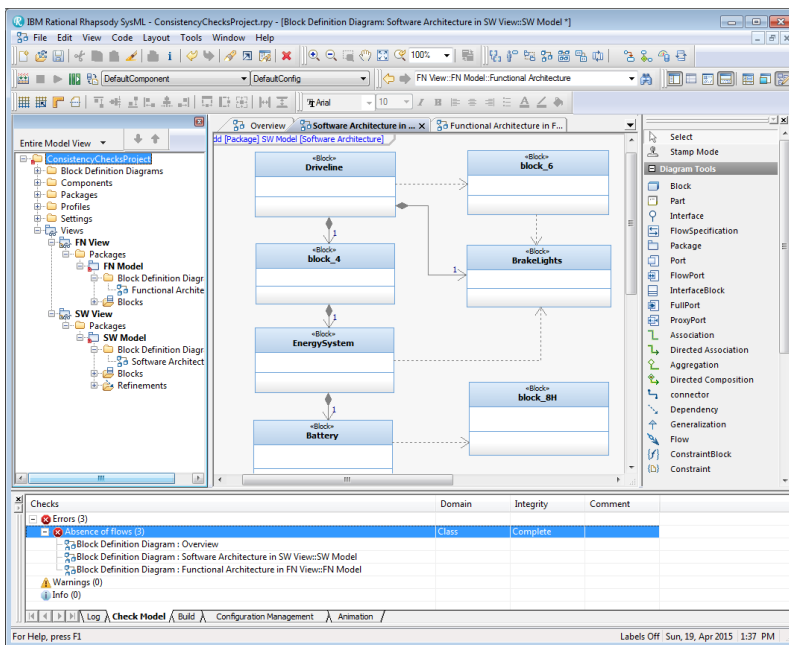 IBM Rational Rhapsody SysML - ConsistencyChecksProject.rpy - [Block Definition Diagram: Software Architecture in SW View::SW Model *]
File Edit View Code Layout Tools Window Help
100%
DefaultComponent DefaultConfig FN View::FN Model::Functional Architecture
Arial 10
Entire Model View
ConsistencyChecksProject
Block Definition Diagrams
Components
Packages
Profiles
Settings
Views
FN View
Packages
FN Model
Block Definition Diagr
Functional Archite
Blocks
SW View
Packages
SW Model
Block Definition Diagr
Software Architect
Blocks
Refinements
Overview Software Architecture in ... x Functional Architecture in F...
dd [Package] SW Model [Software Architecture]
«Block»
Driveline
«Block»
block_6
1
«Block»
block_4
«Block»
BrakeLights
1
1
«Block»
EnergySystem
1
«Block»
block_8H
«Block»
Battery
Select
Stamp Mode
Diagram Tools
Block
Part
Interface
FlowSpecification
Package
Port
FlowPort
InterfaceBlock
FullPort
ProxyPort
Association
Directed Association
Aggregation
Directed Composition
connector
Dependency
Generalization
Flow
ConstraintBlock
Constraint
Checks Domain Integrity Comment
Errors (3)
Absence of flows (3) Class Complete
Block Definition Diagram : Overview
Block Definition Diagram : Software Architecture in SW View::SW Model
Block Definition Diagram : Functional Architecture in FN View::FN Model
Warnings (0)
Info (0)
Log Check Model Build Configuration Management Animation
For Help, press F1 Labels Off Sun, 19, Apr 2015 1:37 PM